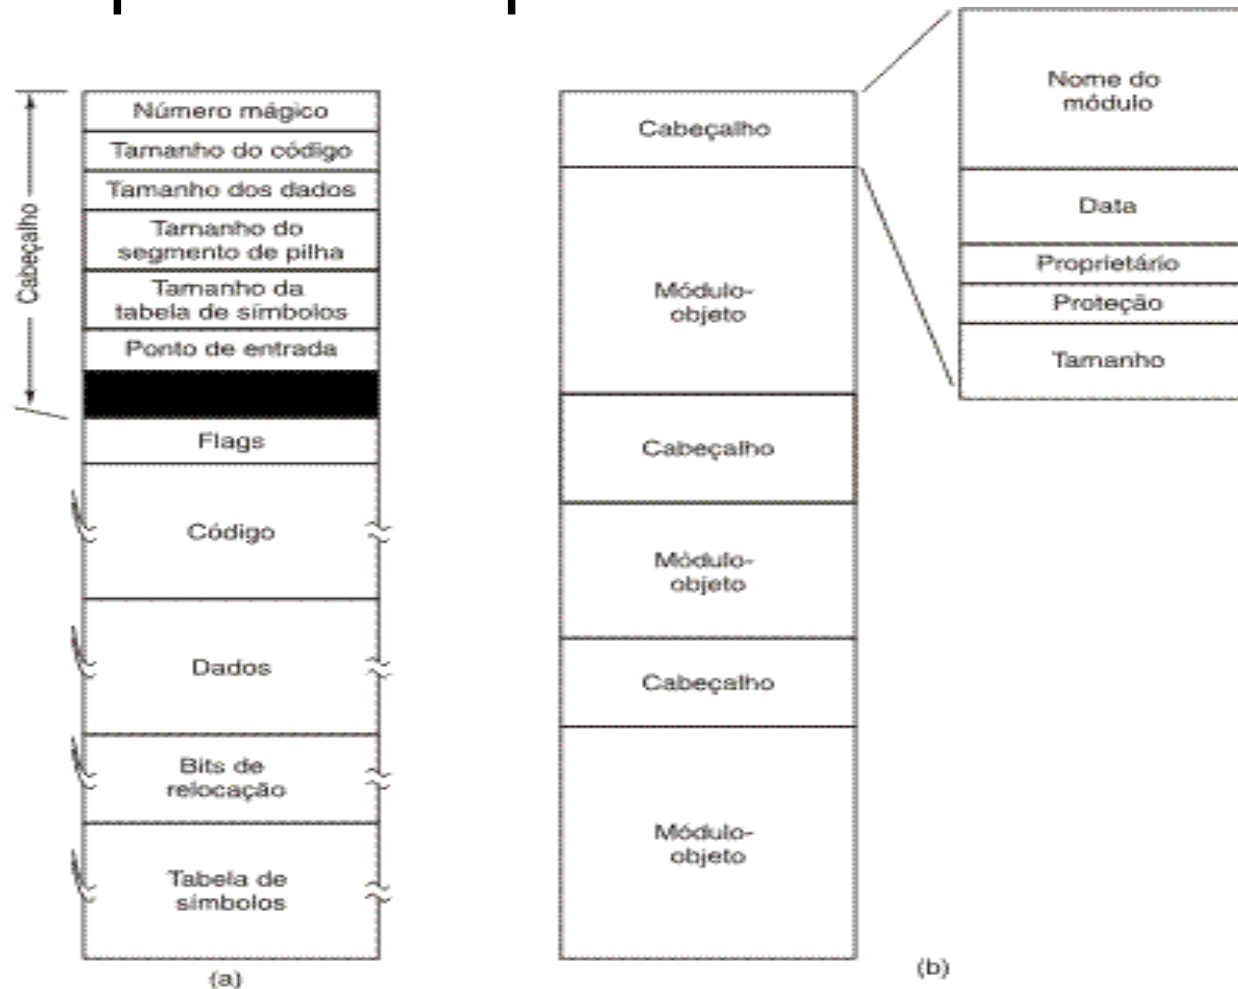 Cabeçalho
Número mágico
Tamanho do código
Tamanho dos dados
Tamanho do
segmento de pilha
Tamanho da
tabela de símbolos
Ponto de entrada
Flags
Código
Dados
Bits de
relocação
Tabela de
símbolos
(a)
Cabeçalho
Módulo-
objeto
Cabeçalho
Módulo-
objeto
Cabeçalho
Módulo-
objeto
Nome do
módulo
Data
Proprietário
Proteção
Tamanho
(b)